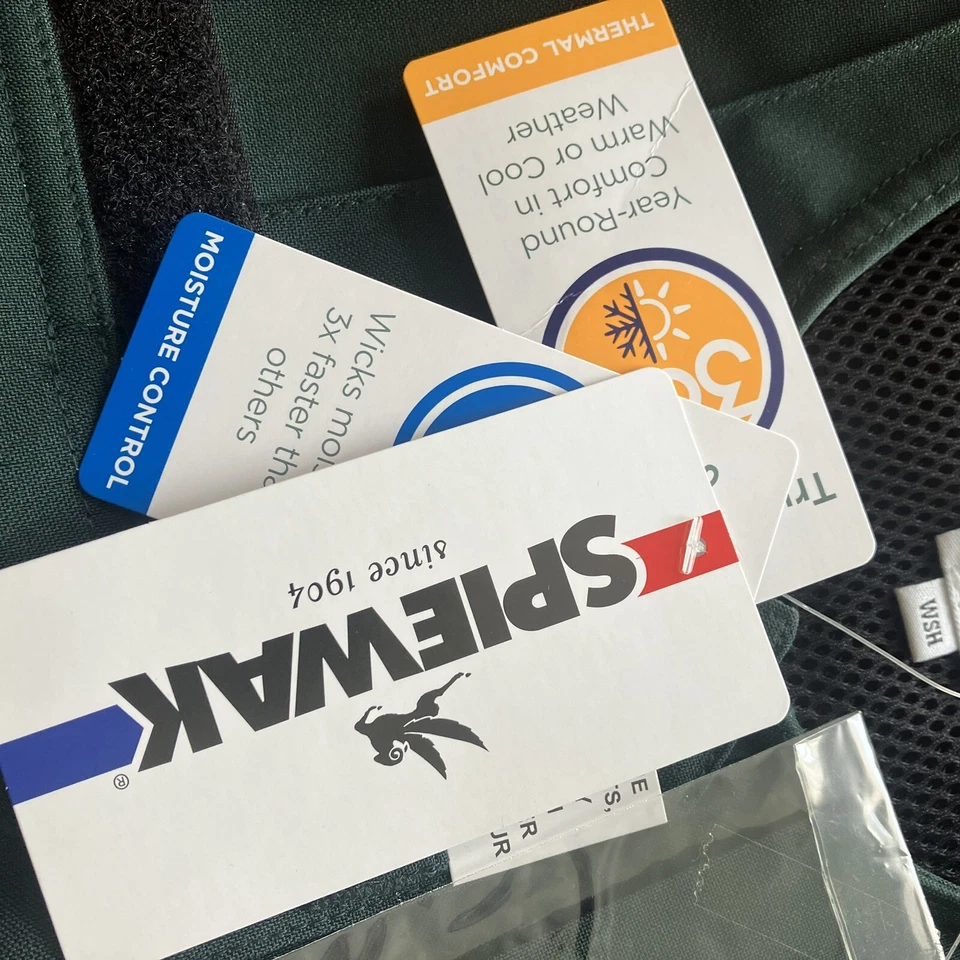 THERMAL COMFORT
Year-Round
Comfort in
Warm or Cool
Weather
MOISTURE CONTROL
Wicks
3x faster
others
SPIEWAK
®
since 1904
WSH